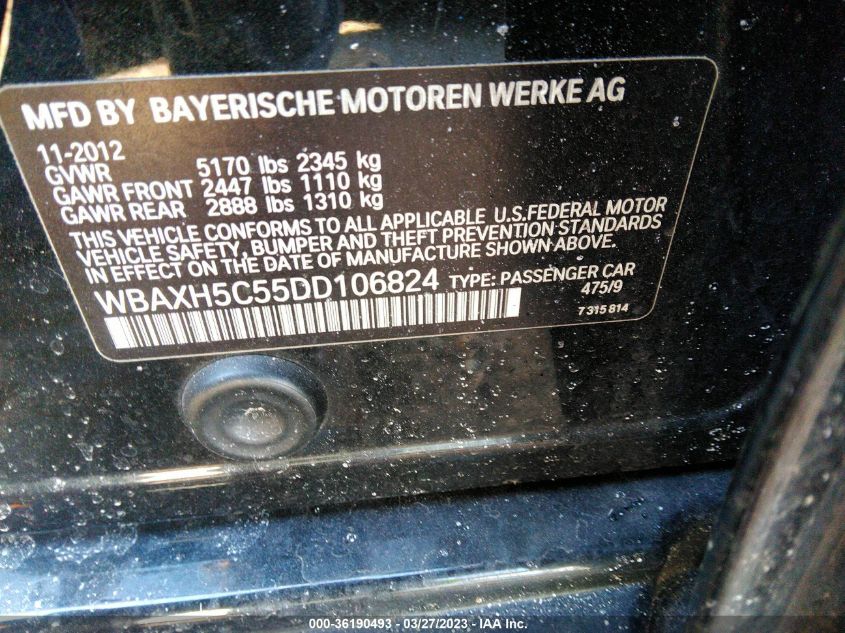 MFD BY BAYERISCHE MOTOREN WERKE AG
11-2012
GVWR 5170 lbs 2345 kg
GAWR FRONT 2447 lbs 1110 kg
GAWR REAR 2888 lbs 1310 kg
THIS VEHICLE CONFORMS TO ALL APPLICABLE U.S.FEDERAL MOTOR
VEHICLE SAFETY, BUMPER AND THEFT PREVENTION STANDARDS
IN EFFECT ON THE DATE OF MANUFACTURE SHOWN ABOVE.
WBAXH5C55DD106824 TYPE: PASSENGER CAR
475/9
7 315 814
000-36190493 - 03/27/2023 - © IAA Inc.